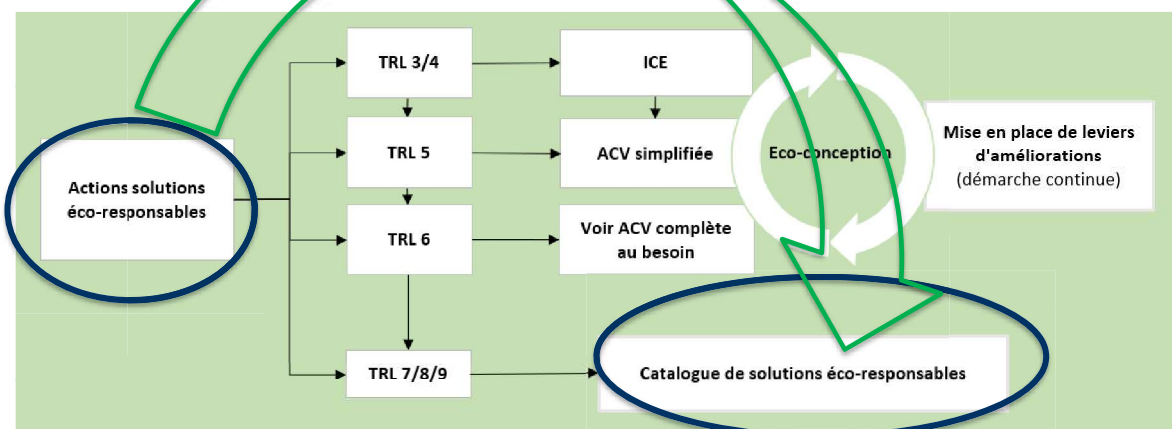 TRL 3/4
ICE
TRL 5
ACV simplifiée
Eco-conception
Mise en place de leviers
d'améliorations
(démarche continue)
Actions solutions
éco-responsables
TRL 6
Voir ACV complète
au besoin
TRL 7/8/9
Catalogue de solutions éco-responsables